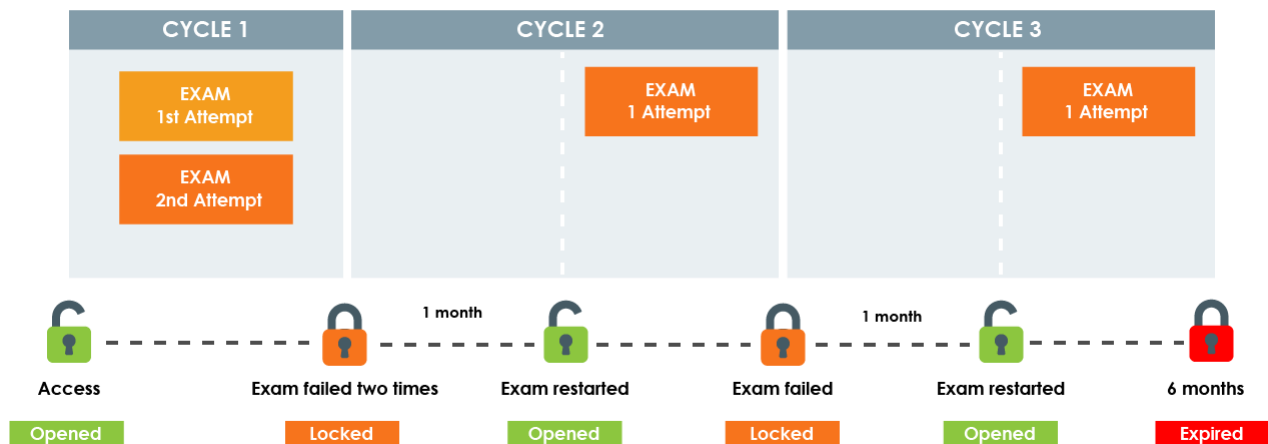 CYCLE 1
CYCLE 2
CYCLE 3
EXAM
1st Attempt
EXAM
2nd Attempt
EXAM
1 Attempt
EXAM
1 Attempt
1 month
1 month
Access
Exam failed two times
Exam restarted
Exam failed
Exam restarted
6 months
Opened
Locked
Opened
Locked
Opened
Expired